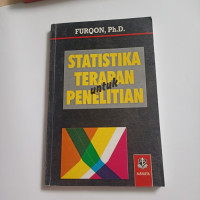 FURQON, Ph.D.
STATISTIKA
TERAPAN
untuk
PENELITIAN